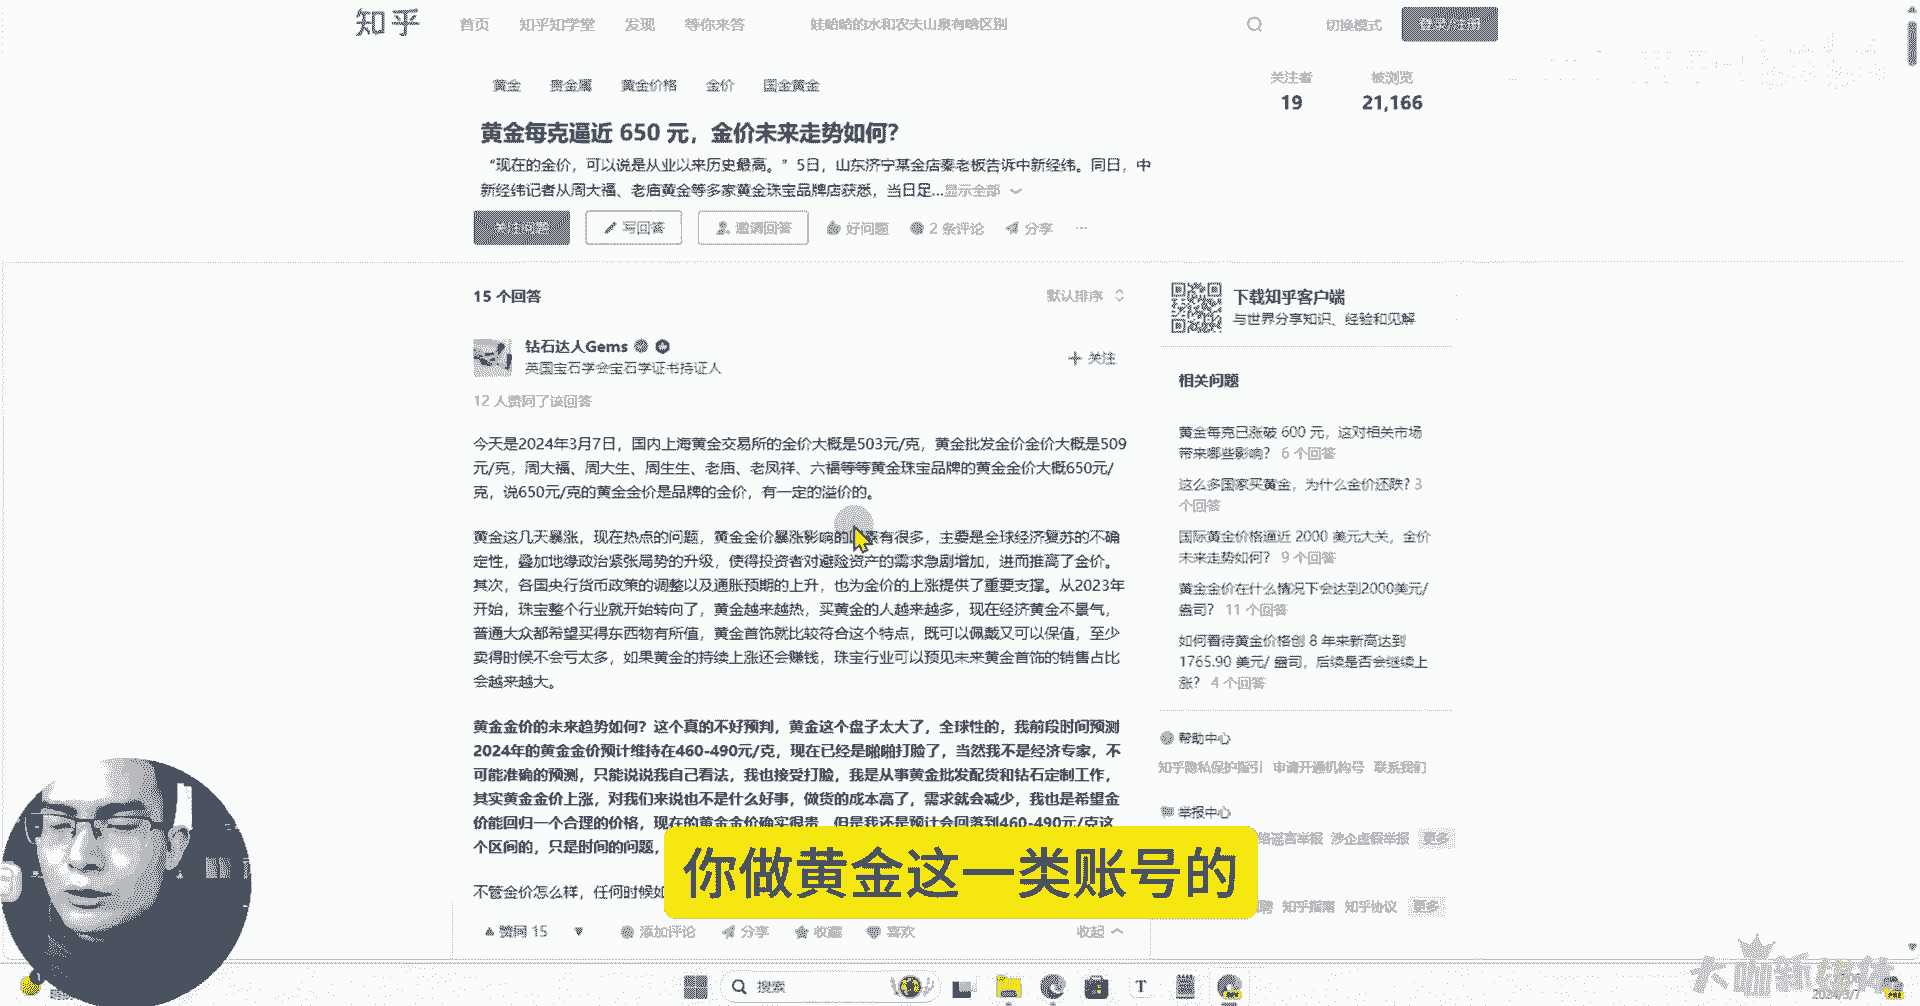 知乎
首页 知乎知学堂 发现 等你来答 娃哈哈的水和农夫山泉有啥区别 切换模式 登录/注册
黄金 贵金属 黄金价格 金价 国金黄金
关注者 被浏览
19 21,166
黄金每克逼近 650 元，金价未来走势如何？
“现在的金价，可以说是从业以来历史最高。”5日，山东济宁某金店秦老板告诉中新经纬。同日，中
新经纬记者从周大福、老庙黄金等多家黄金珠宝品牌店获悉，当日足...显示全部
关注问题 写回答 邀请回答 好问题 2 条评论 分享 ···
15 个回答 默认排序
钻石达人Gems
英国宝石学会宝石学证书持证人
关注
12 人赞同了该回答
今天是2024年3月7日，国内上海黄金交易所的金价大概是503元/克，黄金批发金价金价大概是509
元/克，周大福、周大生、周生生、老庙、老凤祥、六福等等黄金珠宝品牌的黄金金价大概650元/
克，说650元/克的黄金金价是品牌的金价，有一定的溢价的。
黄金这几天暴涨，现在热点的问题，黄金金价暴涨影响的因素有很多，主要是全球经济复苏的不确
定性，叠加地缘政治紧张局势的升级，使得投资者对避险资产的需求急剧增加，进而推高了金价。
其次，各国央行货币政策的调整以及通胀预期的上升，也为金价的上涨提供了重要支撑。从2023年
开始，珠宝整个行业就开始转向了，黄金越来越热，买黄金的人越来越多，现在经济黄金不景气，
普通大众都希望买得东西物有所值，黄金首饰就比较符合这个特点，既可以佩戴又可以保值，至少
卖得时候不会亏太多，如果黄金的持续上涨还会赚钱，珠宝行业可以预见未来黄金首饰的销售占比
会越来越大。
黄金金价的未来趋势如何？这个真的不好预判，黄金这个盘子太大了，全球性的，我前段时间预测
2024年的黄金金价预计维持在460-490元/克，现在已经是啪啪打脸了，当然我不是经济专家，不
可能准确的预测，只能说说我自己看法，我也接受打脸，我是从事黄金批发配货和钻石定制工作，
其实黄金金价上涨，对我们来说也不是什么好事，做货的成本高了，需求就会减少，我也是希望金
价能回归一个合理的价格，现在的黄金金价确实很贵，但是我还是预计会回落到460-490元/克这
个区间的，只是时间的问题，
不管金价怎么样，任何时候如
赞同 15 添加评论 分享 收藏 喜欢 收起
下载知乎客户端
与世界分享知识、经验和见解
相关问题
黄金每克已涨破 600 元，这对相关市场
带来哪些影响？ 6 个回答
这么多国家买黄金，为什么金价还跌? 3
个回答
国际黄金价格逼近 2000 美元大关，金价
未来走势如何？ 9 个回答
黄金金价在什么情况下会达到2000美元/
盎司？ 11 个回答
如何看待黄金价格创 8 年来新高达到
1765.90 美元/ 盎司，后续是否会继续上
涨？ 4 个回答
帮助中心
知乎隐私保护指引 申请开通机构号 联系我们
举报中心
络谣言举报 涉企虚假举报 更多
聘 知乎指南 知乎协议 更多
你做黄金这一类账号的
搜索
大咖新媒体